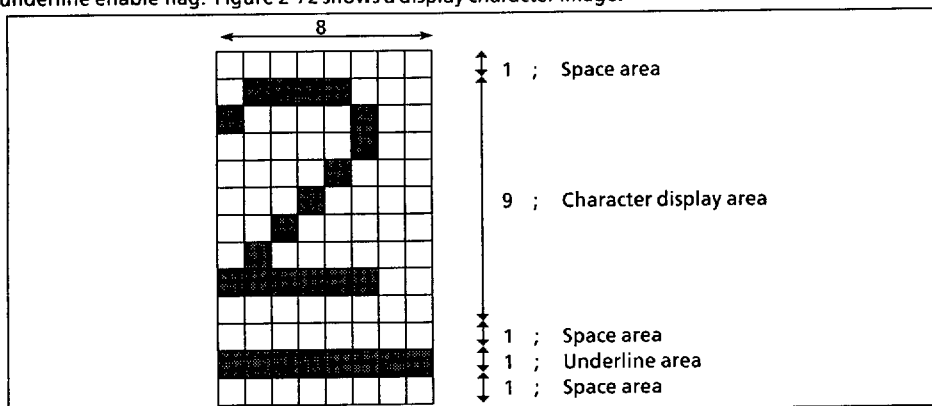 underline enable flag. Figure 2-72 shows a display character image.
8
1 ; Space area
9 ; Character display area
1 ; Space area
1 ; Underline area
1 ; Space area